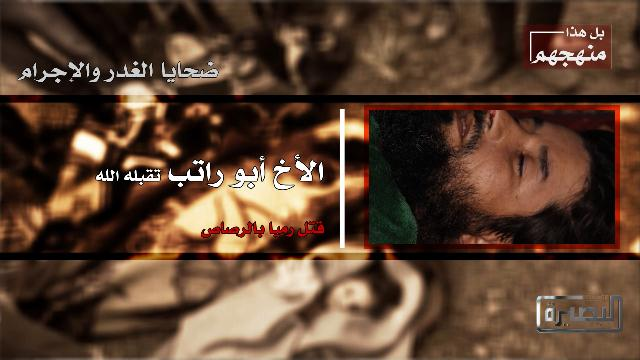 بل هذا
منهجهم
ضحايا الغدر والإجرام
الأخ أبو راتب تقبله الله
قتل رميا بالرصاص
البصيرة